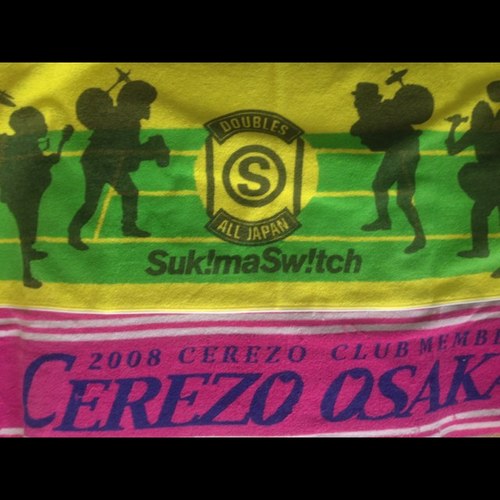 DOUBLES
S
ALL JAPAN
Suk!maSw!tch
2008 CEREZO CLUB MEMBE
CEREZO OSAKA